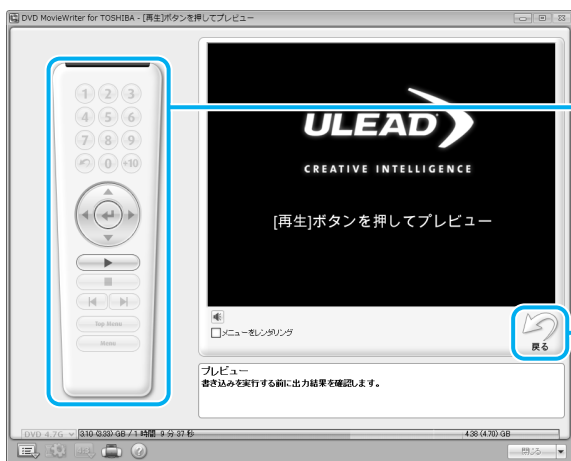 DVD MovieWriter for TOSHIBA - [再生]ボタンを押してプレビュー
1 2 3
4 5 6
7 8 9
0 +10
Top Menu
Menu
ULEAD
CREATIVE INTELLIGENCE
[再生]ボタンを押してプレビュー
メニューをレンダリング
戻る
プレビュー
書き込みを実行する前に出力結果を確認します。
DVD 4.7G
3.10 (3.33) GB / 1 時間 9 分 37 秒
4.38 (4.70) GB
閉じる